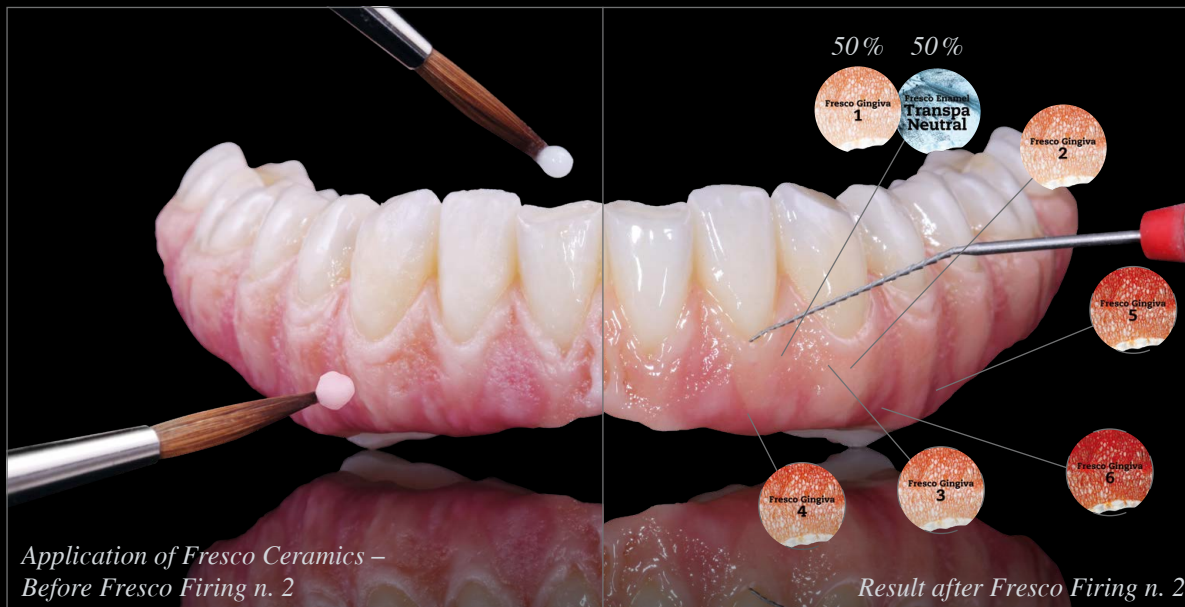 50 % 50 %
Fresco Gingiva
1
Fresco Enamel
Transpa
Neutral
Fresco Gingiva
2
Fresco Gingiva
5
Fresco Gingiva
6
Fresco Gingiva
3
Fresco Gingiva
4
Application of Fresco Ceramics –
Before Fresco Firing n. 2
Result after Fresco Firing n. 2